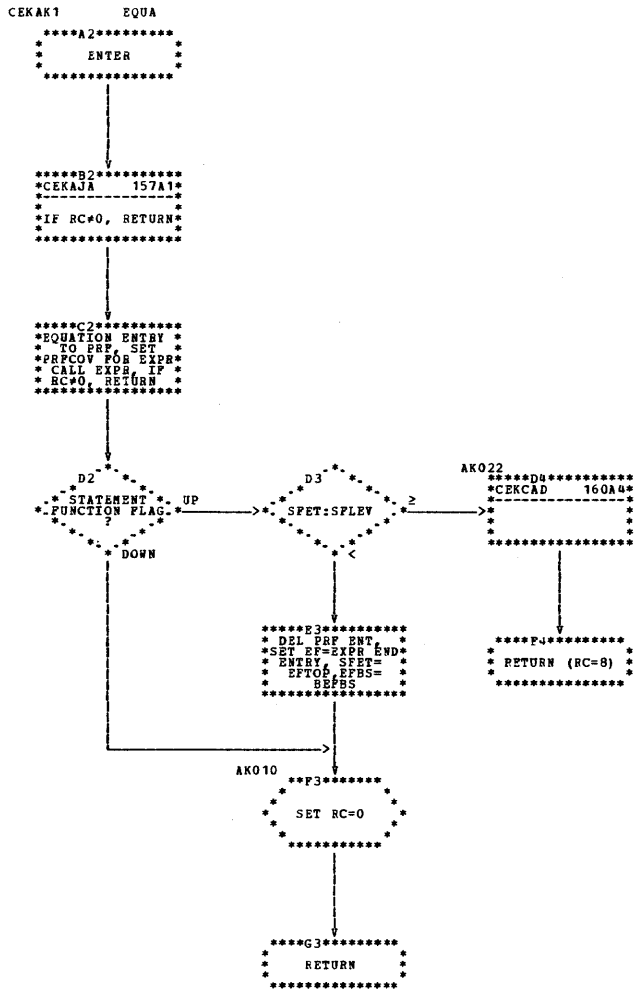 CEKAK1 EQUA
A2
ENTER
B2
CEKAJA 157A1
IF RC≠0, RETURN
C2
EQUATION ENTRY
TO PRF, SET
PRFCOV FOR EXPR
CALL EXPR, IF
RC≠0, RETURN
D2
STATEMENT
FUNCTION FLAG
?
UP
DOWN
D3
SFET:SFLEV
≥
<
AK022
D4
CEKCAD 160A4
E3
DEL PRF ENT,
SET EF=EXPR END
ENTRY, SFET=
EFTOP,EFBS=
BEFBS
F4
RETURN (RC=8)
AK010
F3
SET RC=0
G3
RETURN